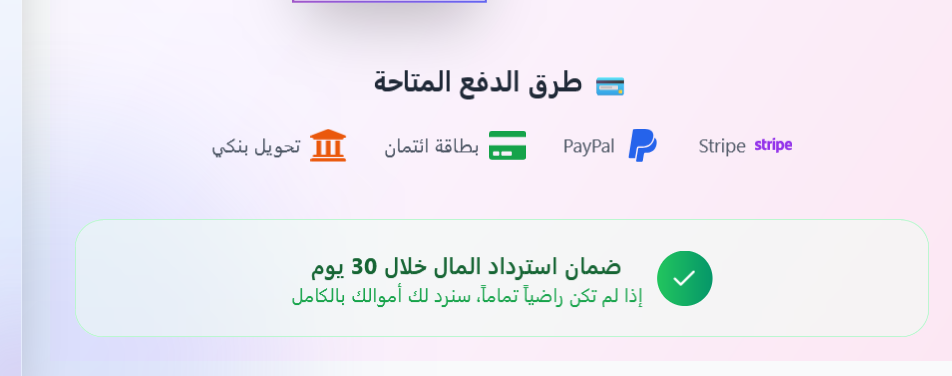 طرق الدفع المتاحة
stripe Stripe PayPal بطاقة ائتمان تحويل بنكي
ضمان استرداد المال خلال 30 يوم
إذا لم تكن راضياً تماماً، سنرد لك أموالك بالكامل